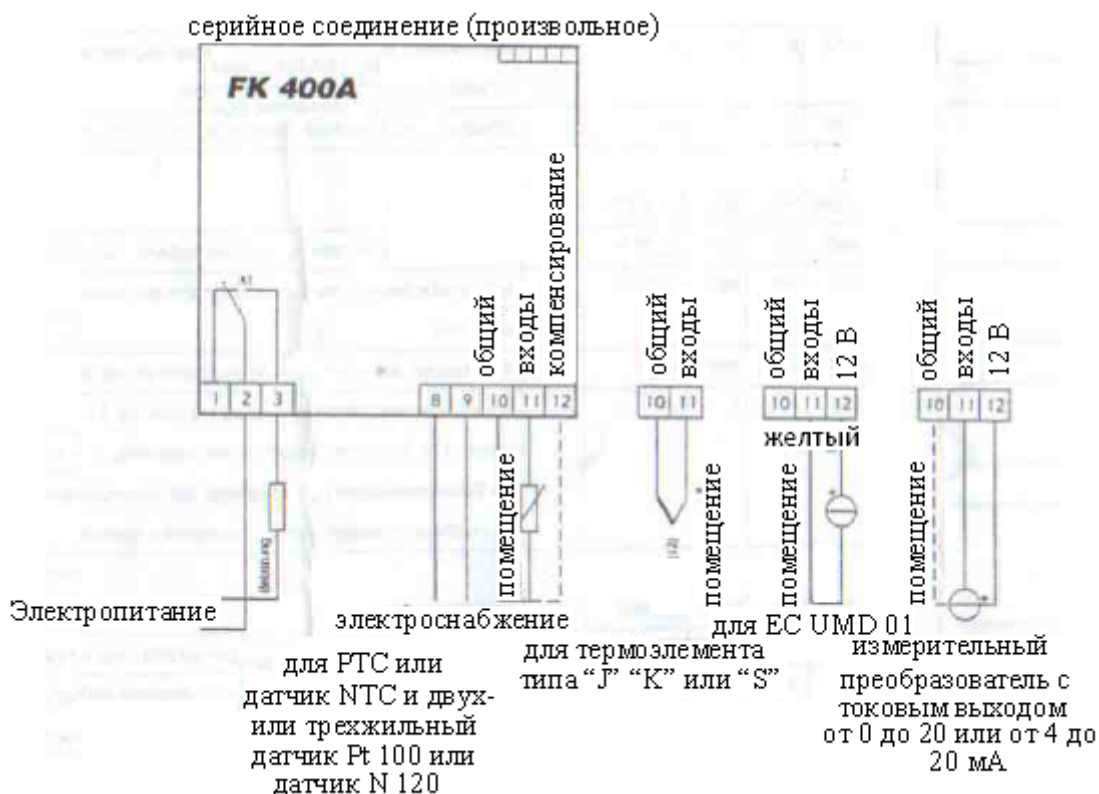 серийное соединение (произвольное)
FK 400A
компенсирование
общий
входы
общий
входы
общий
входы
12 В
общий
входы
12 В
1 2 3
8 9 10 11 12
10 11
10 11 12
10 11 12
желтый
помещение
помещение
помещение
помещение
Электропитание
электроснабжение
для PTC или
датчик NTC и двух-
или трехжильный
датчик Pt 100 или
датчик N 120
для термоэлемента
типа “J” “K” или “S”
для EC UMD 01
измерительный
преобразователь с
токовым выходом
от 0 до 20 или от 4 до
20 мА